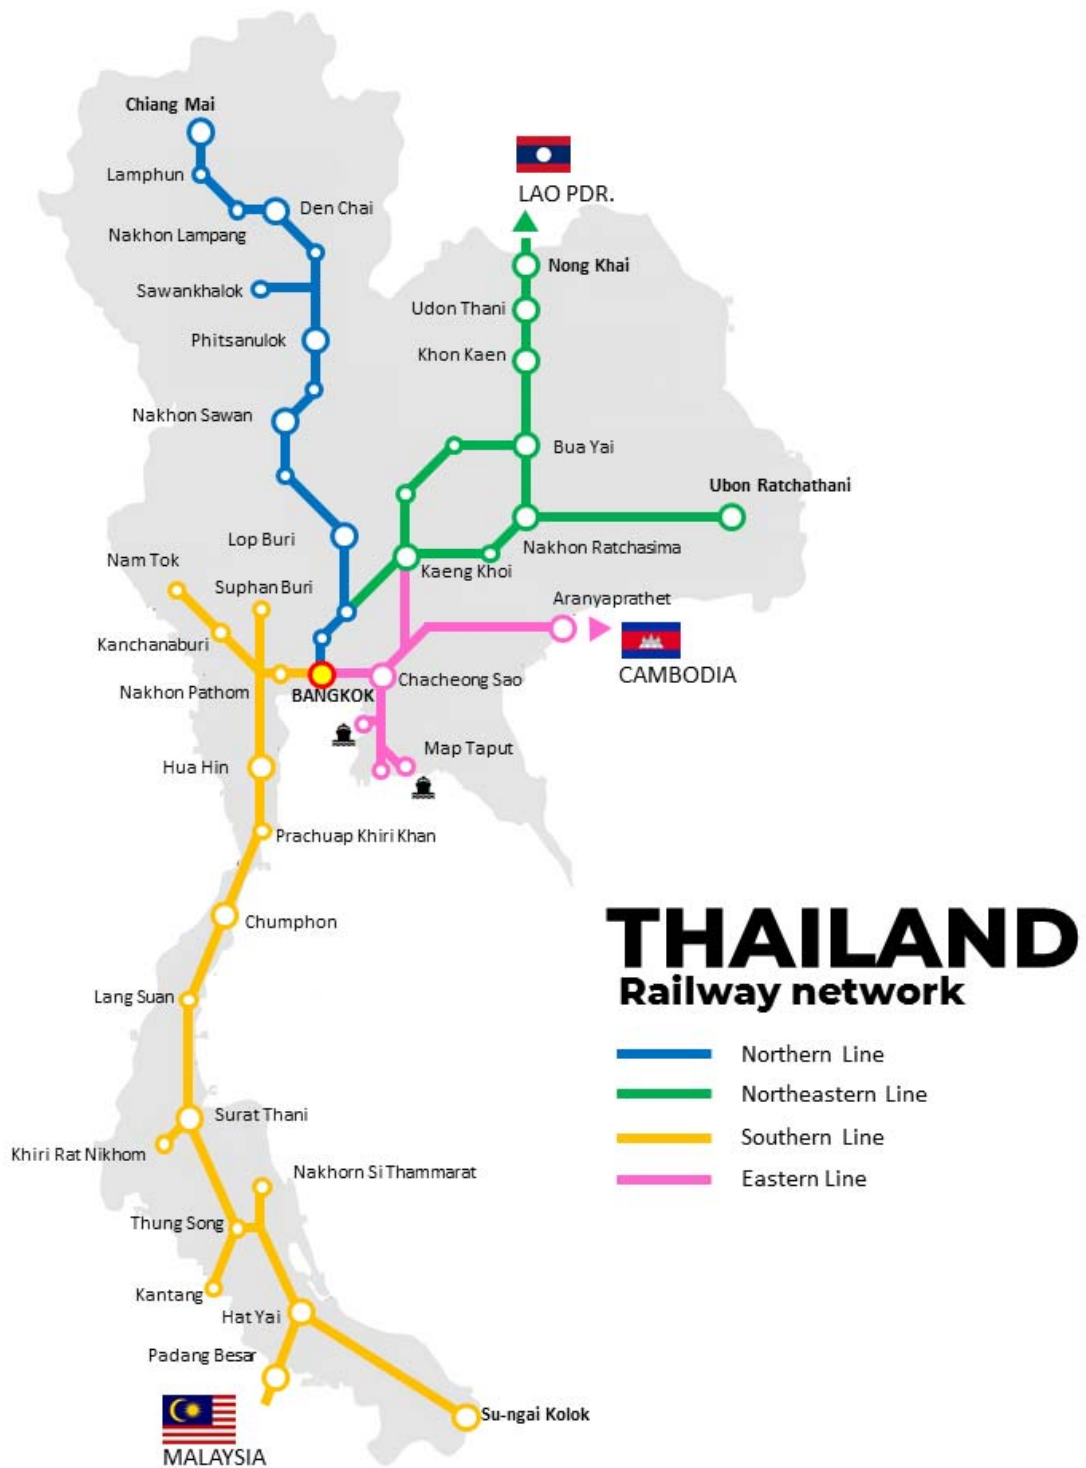 Chiang Mai
Lamphun
Den Chai
Nakhon Lampang
Sawankhalok
Phitsanulok
Nakhon Sawan
Lop Buri
LAO PDR.
Nong Khai
Udon Thani
Khon Kaen
Bua Yai
Ubon Ratchathani
Nakhon Ratchasima
Kaeng Khoi
Aranyaprathet
CAMBODIA
Nam Tok
Suphan Buri
Kanchanaburi
Nakhon Pathom
BANGKOK
Chacheong Sao
Map Taput
Hua Hin
Prachuap Khiri Khan
Chumphon
Lang Suan
Surat Thani
Khiri Rat Nikhom
Nakhorn Si Thammarat
Thung Song
Kantang
Hat Yai
Padang Besar
Su-ngai Kolok
MALAYSIA
THAILAND
Railway network
Northern Line
Northeastern Line
Southern Line
Eastern Line